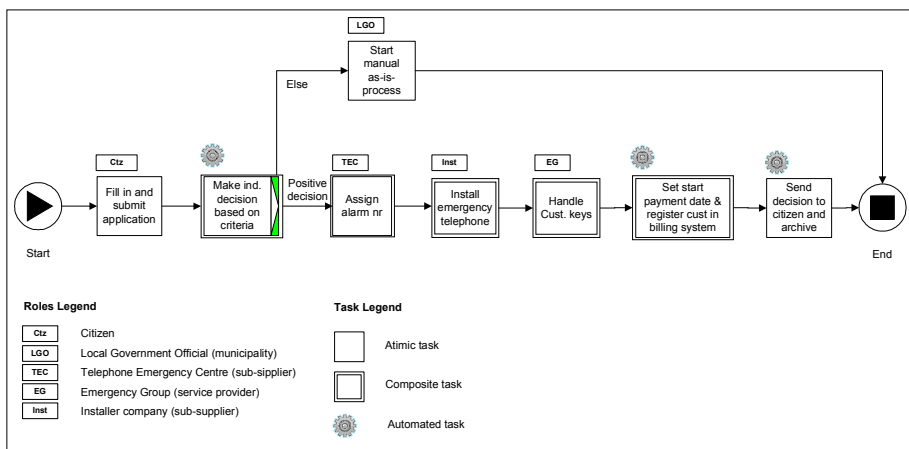 LGO
Start
manual
as-is-
process
Else
Ctz
Fill in and
submit
application
Make ind.
decision
based on
criteria
Positive
decision
TEC
Assign
alarm nr
Inst
Install
emergency
telephone
EG
Handle
Cust. keys
Set start
payment date &
register cust in
billing system
Send
decision to
citizen and
archive
Start
End
Roles Legend
Ctz Citizen
LGO Local Government Official (municipality)
TEC Telephone Emergency Centre (sub-sipplier)
EG Emergency Group (service provider)
Inst Installer company (sub-supplier)
Task Legend
Atimic task
Composite task
Automated task